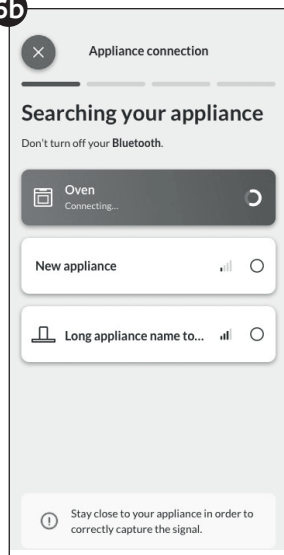 5b
Appliance connection
Searching your appliance
Don't turn off your Bluetooth.
Oven
Connecting...
New appliance
Long appliance name to...
Stay close to your appliance in order to
correctly capture the signal.